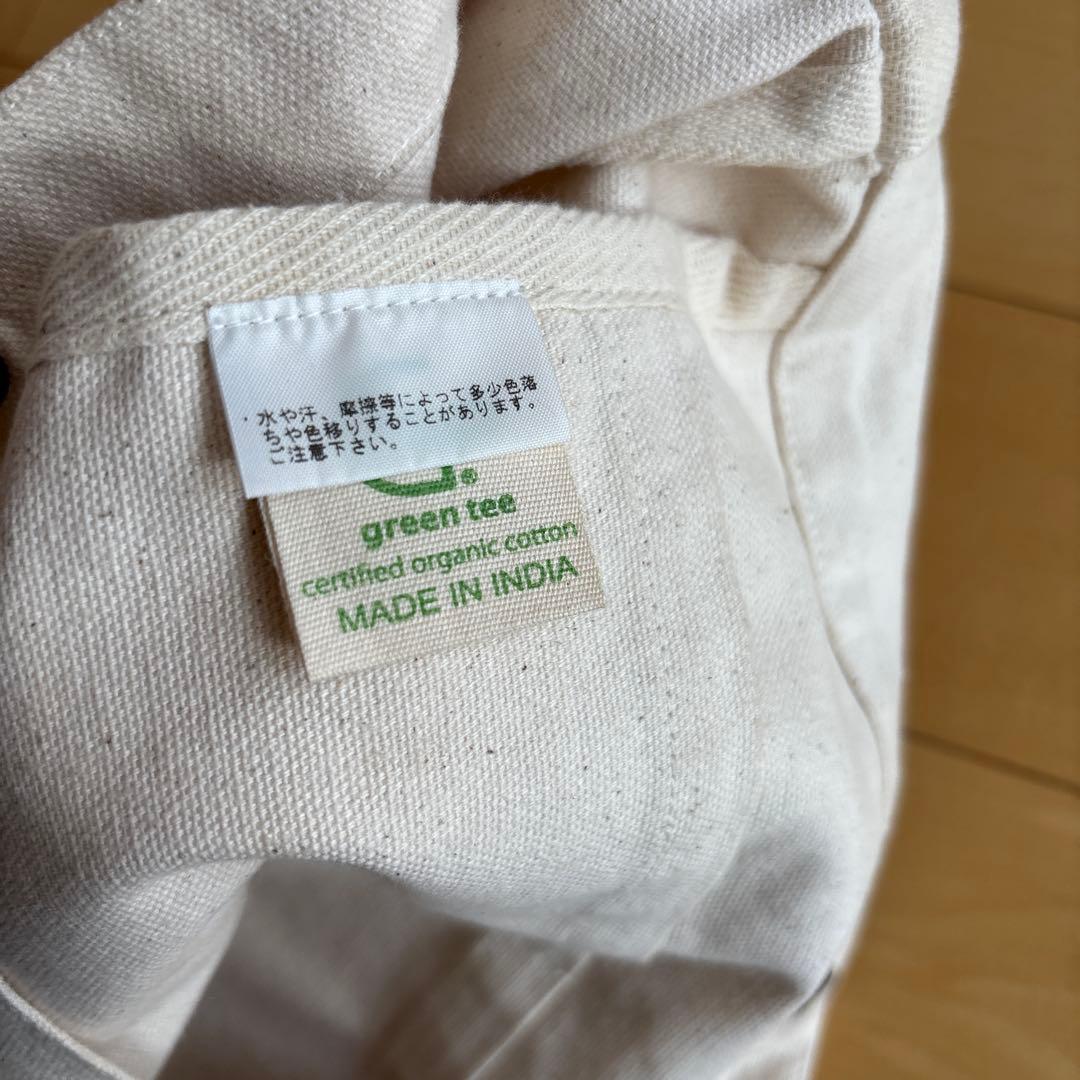 ・水や汗、摩擦等によって多少色落
ちや色移りすることがあります。
ご注意下さい。
green tee
certified organic cotton
MADE IN INDIA